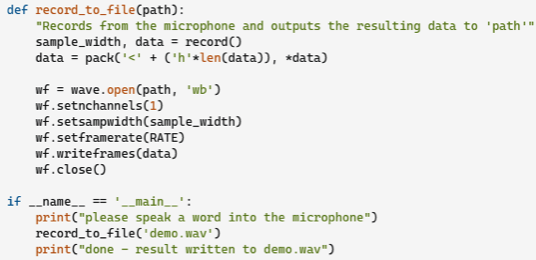 def record_to_file(path):
    "Records from the microphone and outputs the resulting data to 'path'"
    sample_width, data = record()
    data = pack('<' + ('h'*len(data)), *data)

    wf = wave.open(path, 'wb')
    wf.setnchannels(1)
    wf.setsampwidth(sample_width)
    wf.setframerate(RATE)
    wf.writeframes(data)
    wf.close()

if __name__ == '__main__':
    print("please speak a word into the microphone")
    record_to_file('demo.wav')
    print("done - result written to demo.wav")